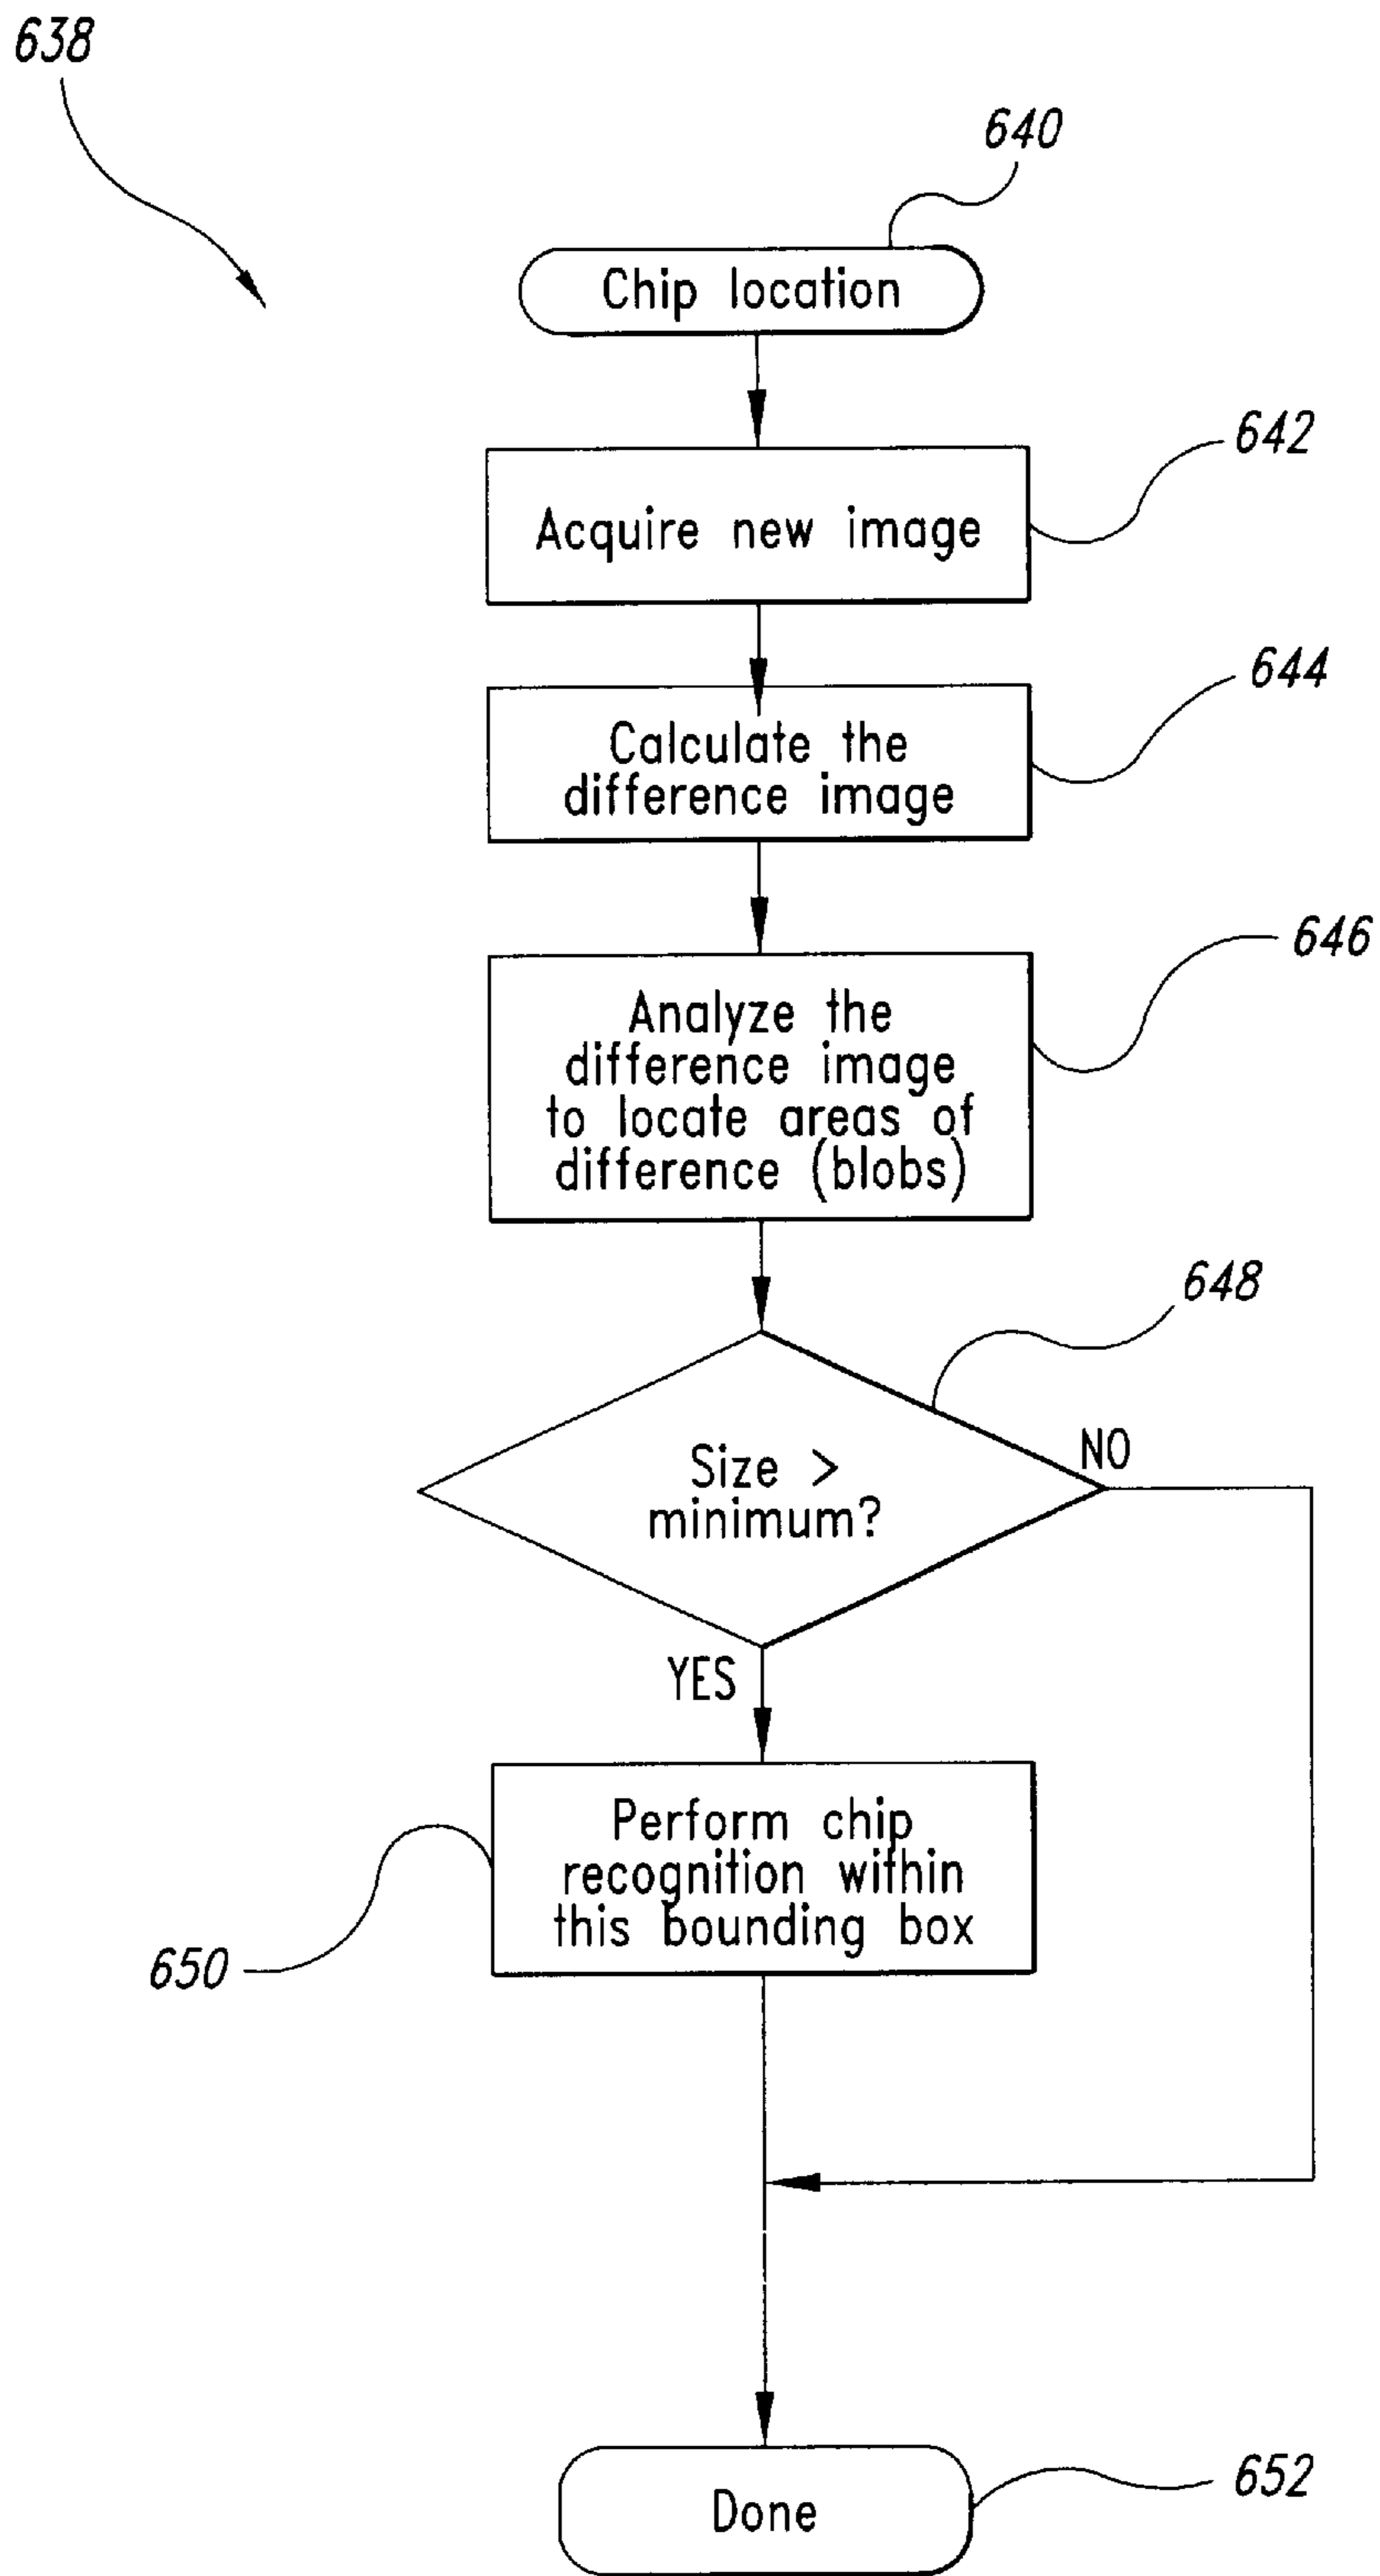 638
640
Chip location
642
Acquire new image
644
Calculate the
difference image
646
Analyze the
difference image
to locate areas of
difference (blobs)
648
Size >
minimum?
NO
YES
Perform chip
recognition within
this bounding box
650
Done
652